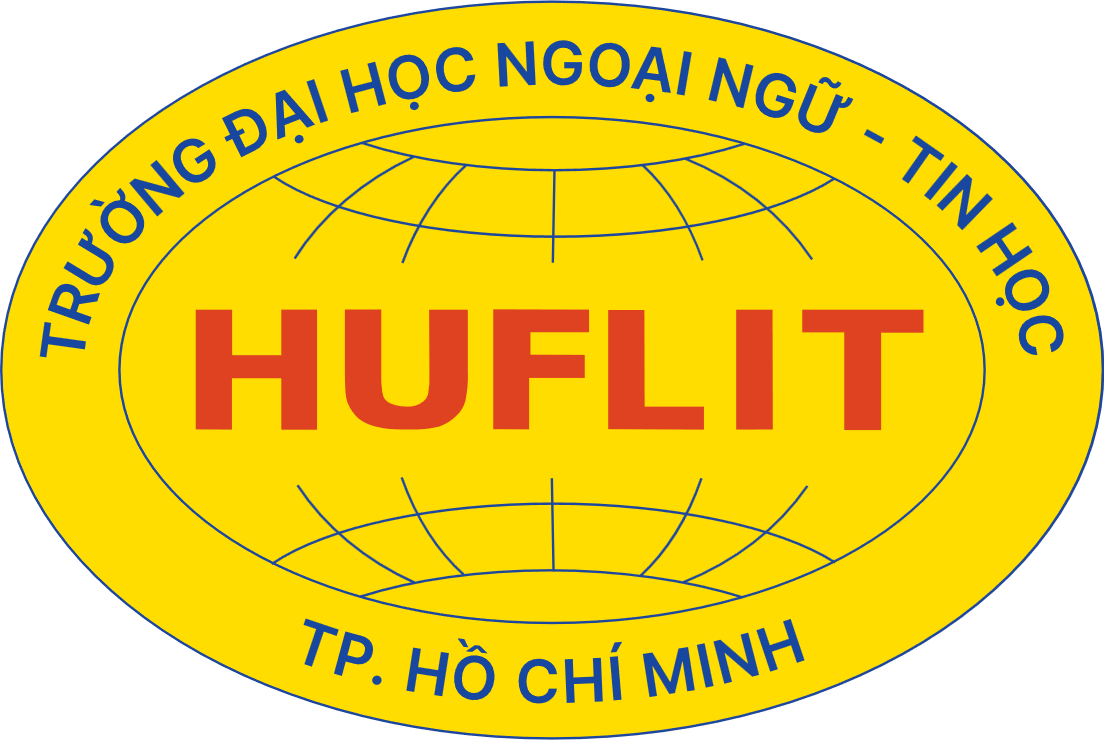 TRƯỜNG ĐẠI HỌC NGOẠI NGỮ - TIN HỌC
HUFLIT
TP. HỒ CHÍ MINH